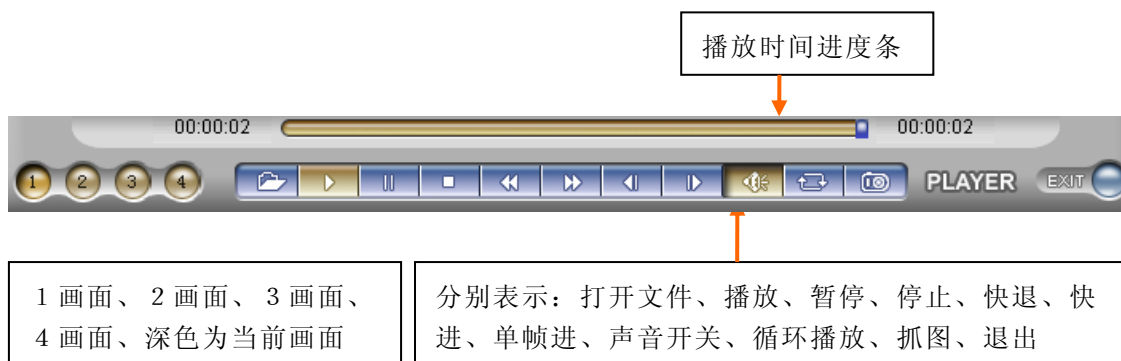 播放时间进度条
00:00:02 00:00:02
1 2 3 4 PLAYER EXIT
1画面、2画面、3画面、
4画面、深色为当前画面
分别表示：打开文件、播放、暂停、停止、快退、快
进、单帧进、声音开关、循环播放、抓图、退出